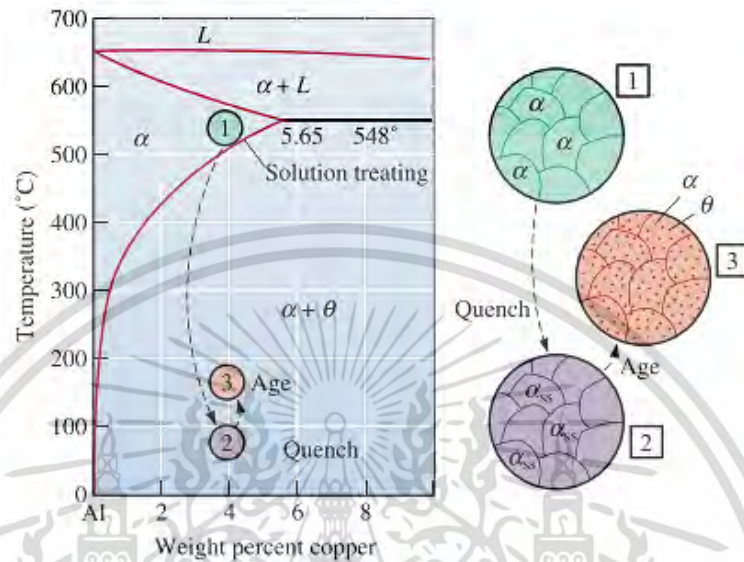 700
600
500
400
300
200
100
0
Temperature (°C)
Al
2
4
6
8
Weight percent copper
L
α + L
α
1
5.65 548°
Solution treating
α + θ
3 Age
2 Quench
1
α
α α
α
Quench
α
θ
3
Age
αss
αss
αss
2